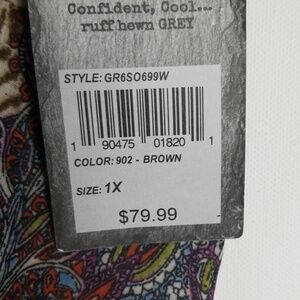 Confident, Cool...
ruff hewn GREY
STYLE: GR6SO699W
1 90475 01820 1
COLOR: 902 - BROWN
SIZE: 1X
$79.99